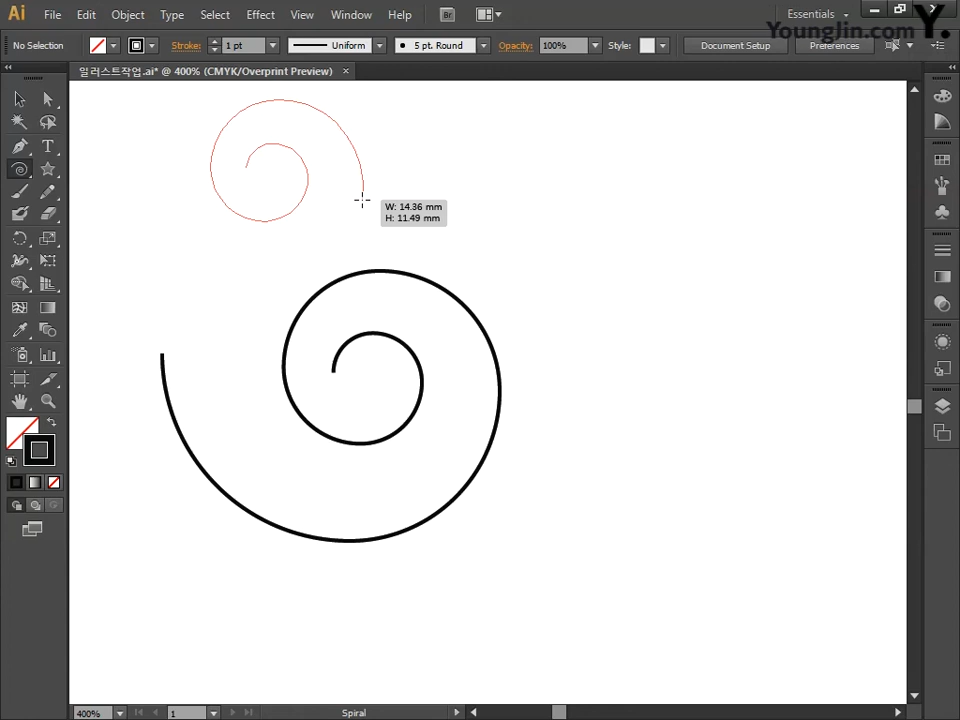 Ai File Edit Object Type Select Effect View Window Help Br Essentials
YoungJin.com Y.
No Selection Stroke: 1 pt Uniform 5 pt. Round Opacity: 100% Style: Document Setup Preferences
일러스트작업.ai* @ 400% (CMYK/Overprint Preview) ×
W: 14.36 mm
H: 11.49 mm
400% 1 Spiral